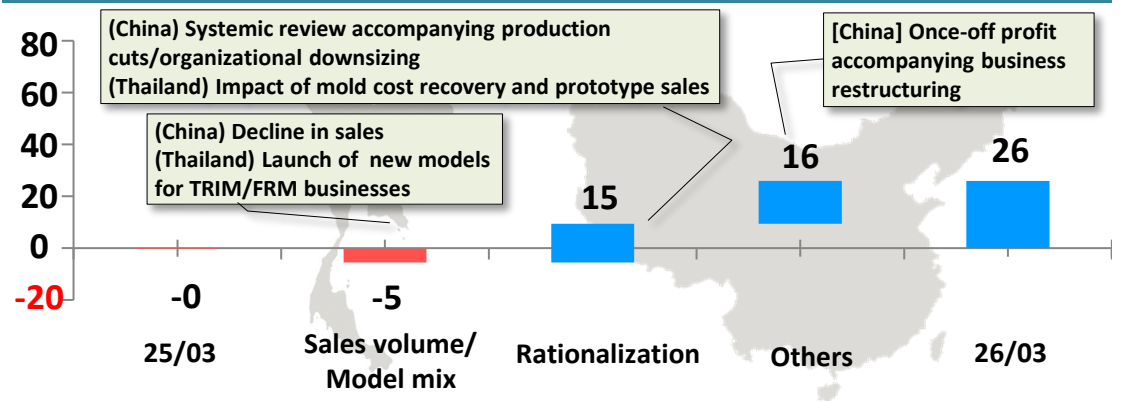 (China) Systemic review accompanying production
cuts/organizational downsizing
(Thailand) Impact of mold cost recovery and prototype sales
[China] Once-off profit
accompanying business
restructuring
(China) Decline in sales
(Thailand) Launch of new models
for TRIM/FRM businesses
80
60
40
20
0
-20
-0
-5
15
16
26
25/03
Sales volume/
Model mix
Rationalization
Others
26/03